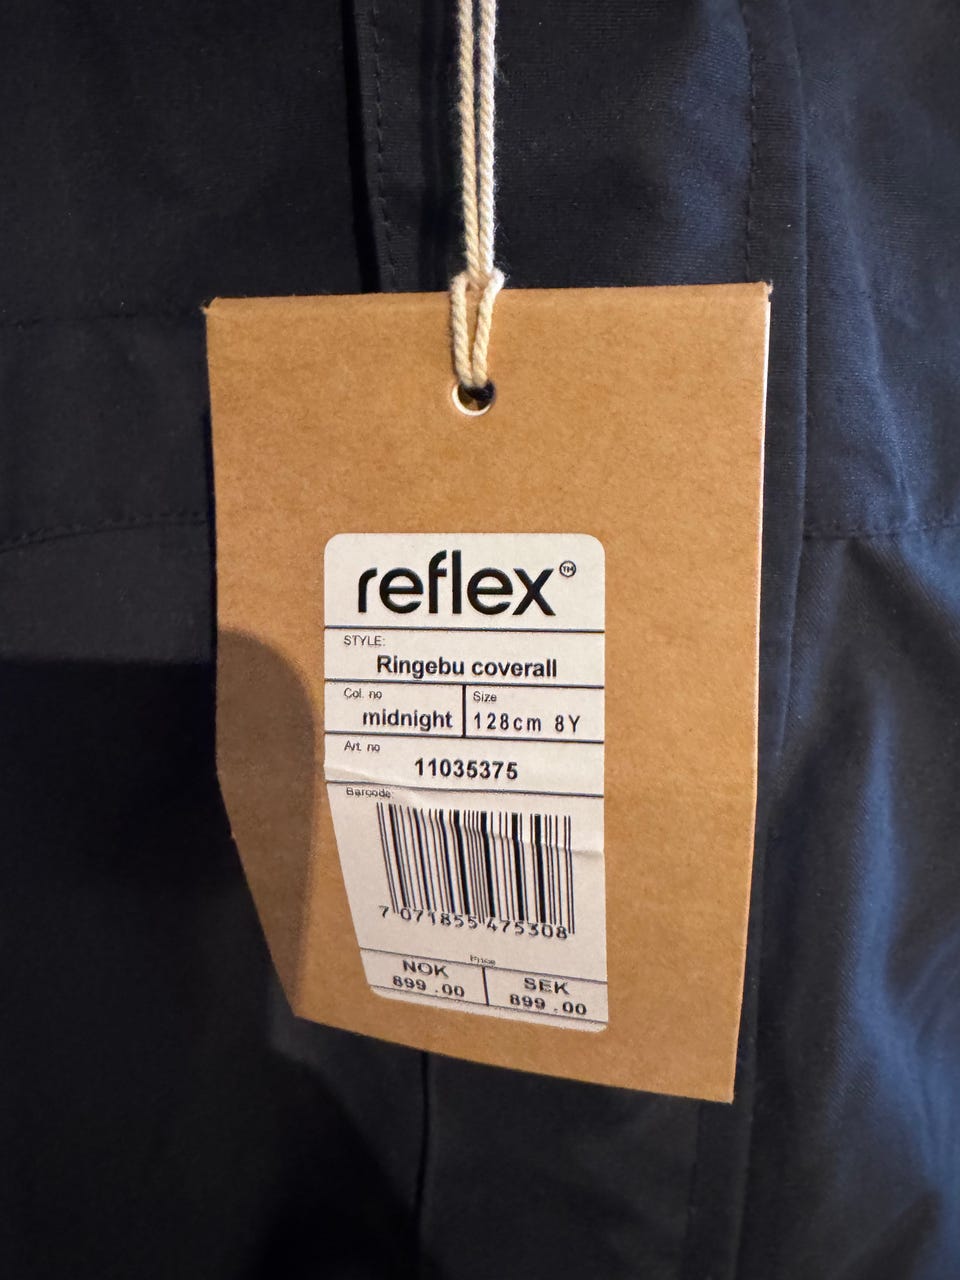 reflex™
STYLE:
Ringebu coverall
Col. no
midnight
Size
128cm 8Y
Art. no
11035375
Barcode:
7 071855 475308
Price
NOK
899 .00
SEK
899 .00